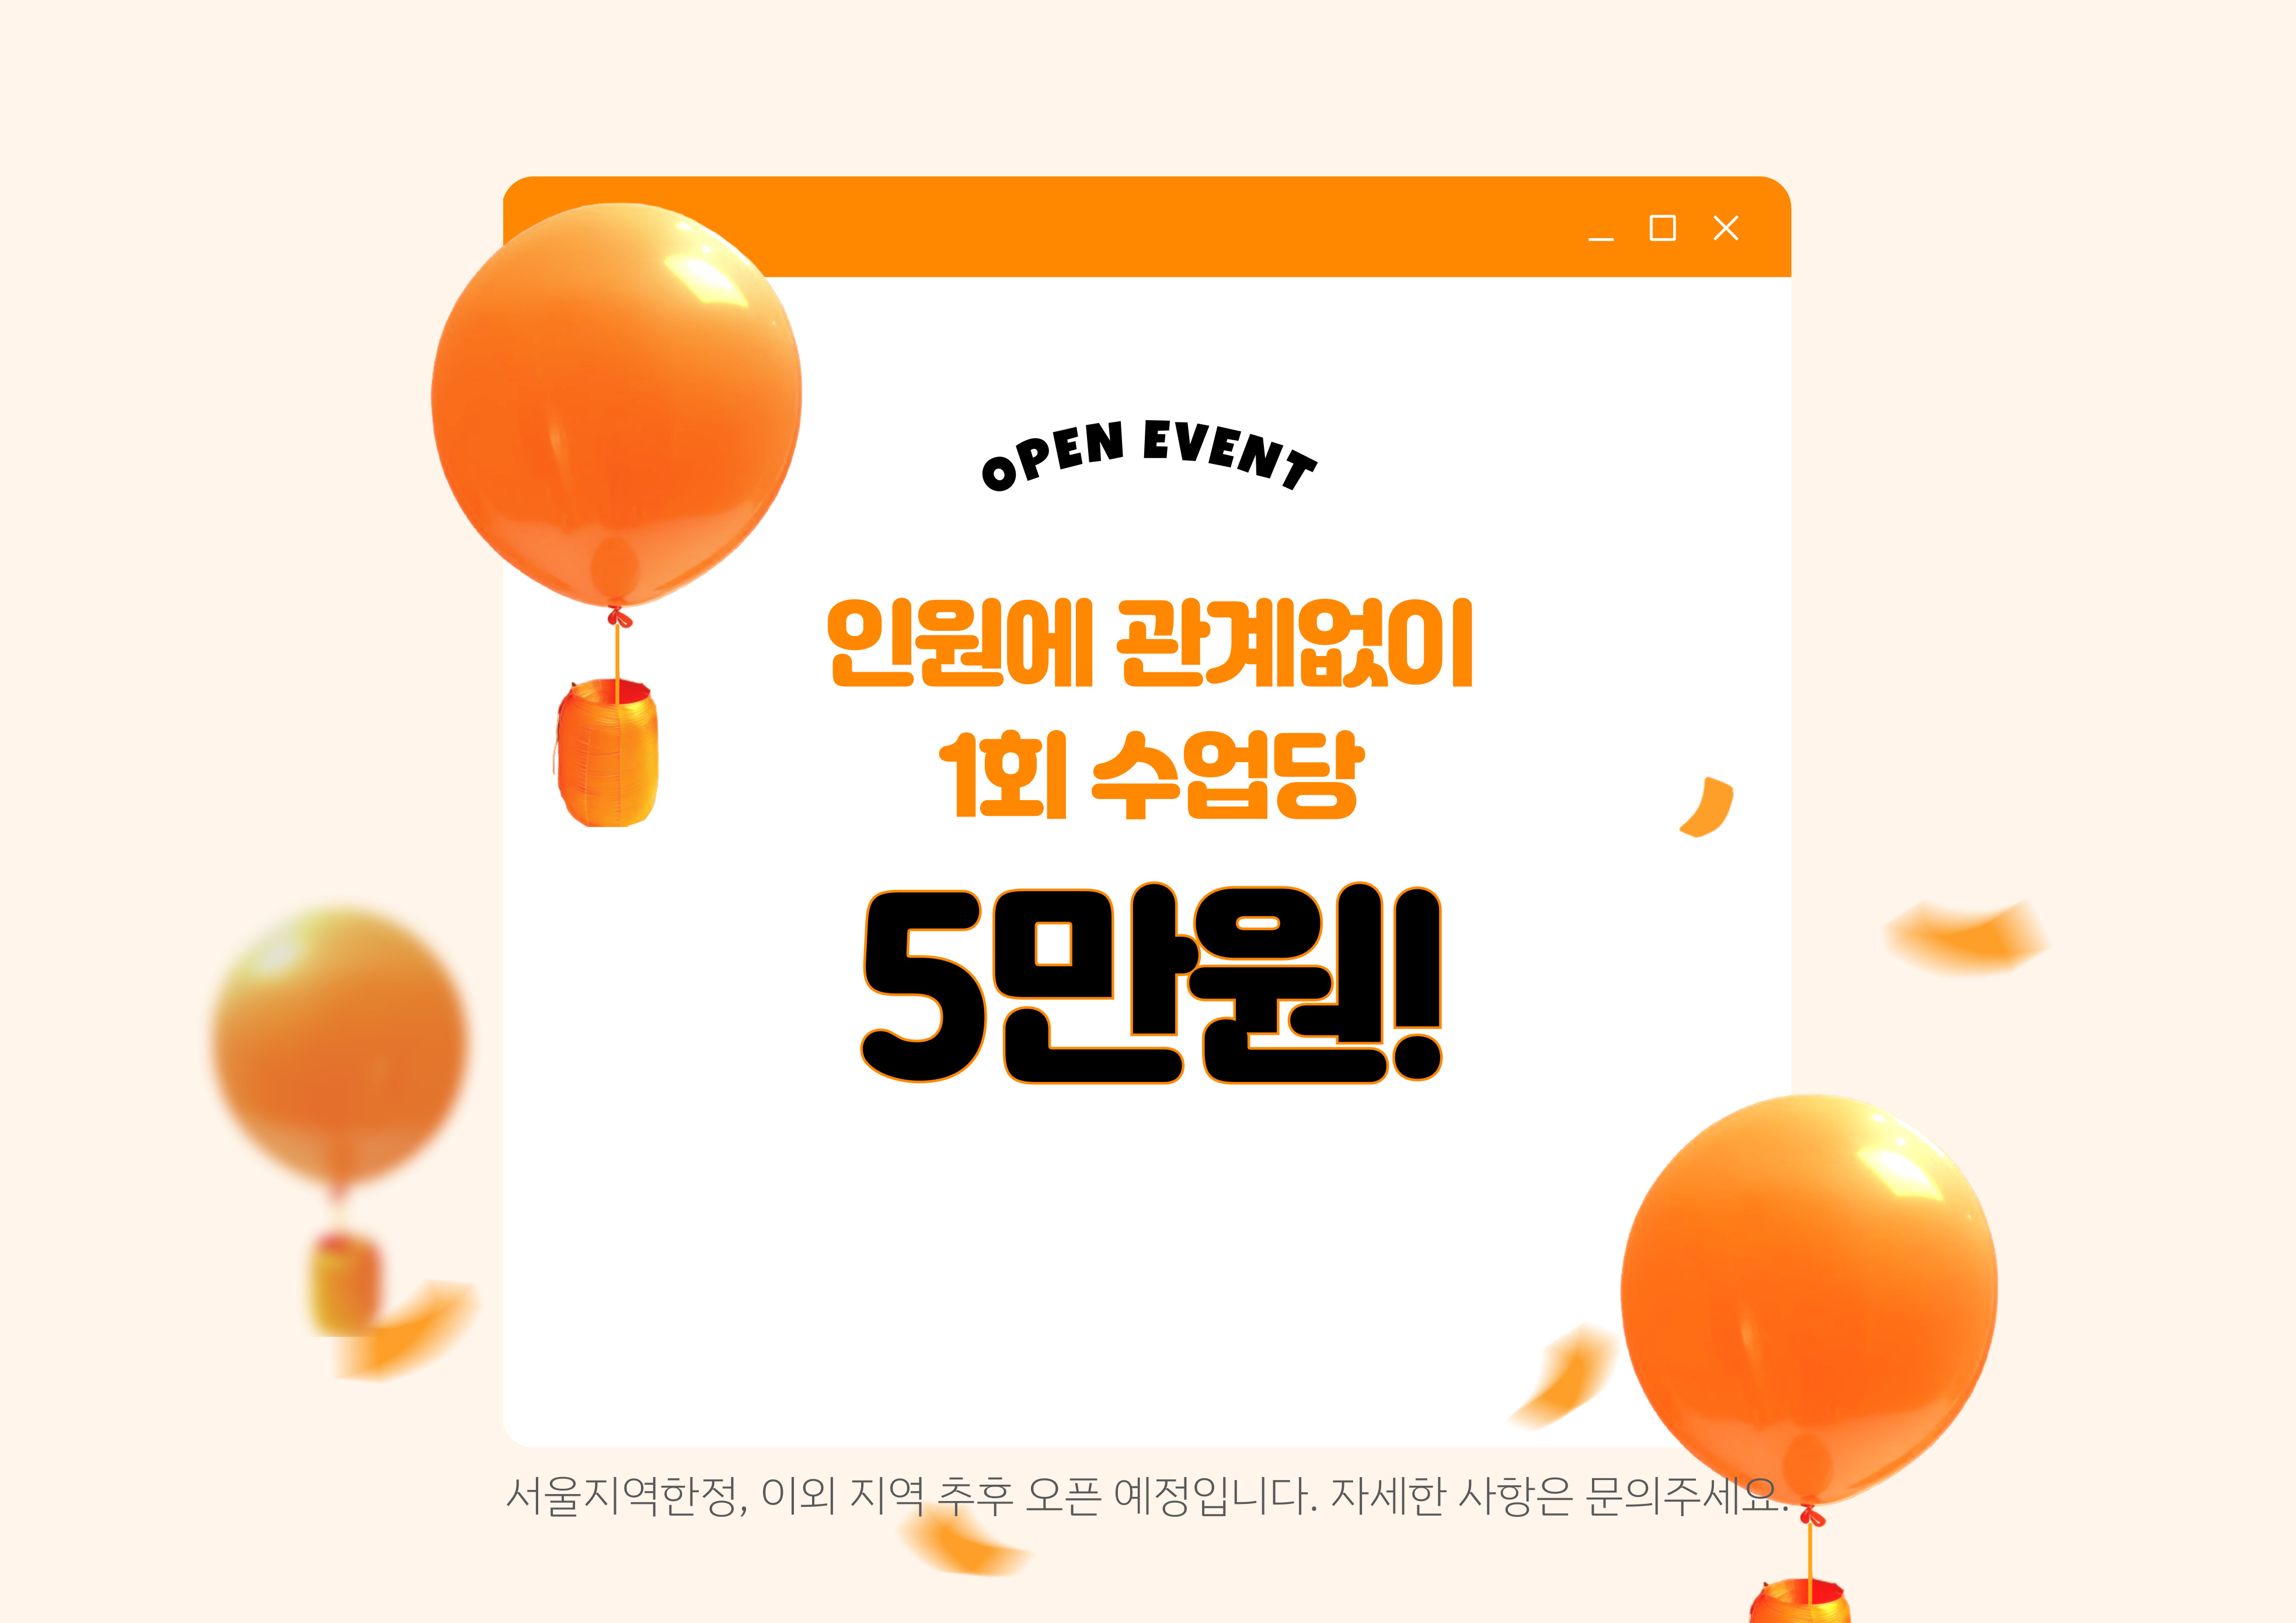 OPEN EVENT
인원에 관계없이
1회 수업당
5만원!
서울지역한정, 이외 지역 추후 오픈 예정입니다. 자세한 사항은 문의주세요.